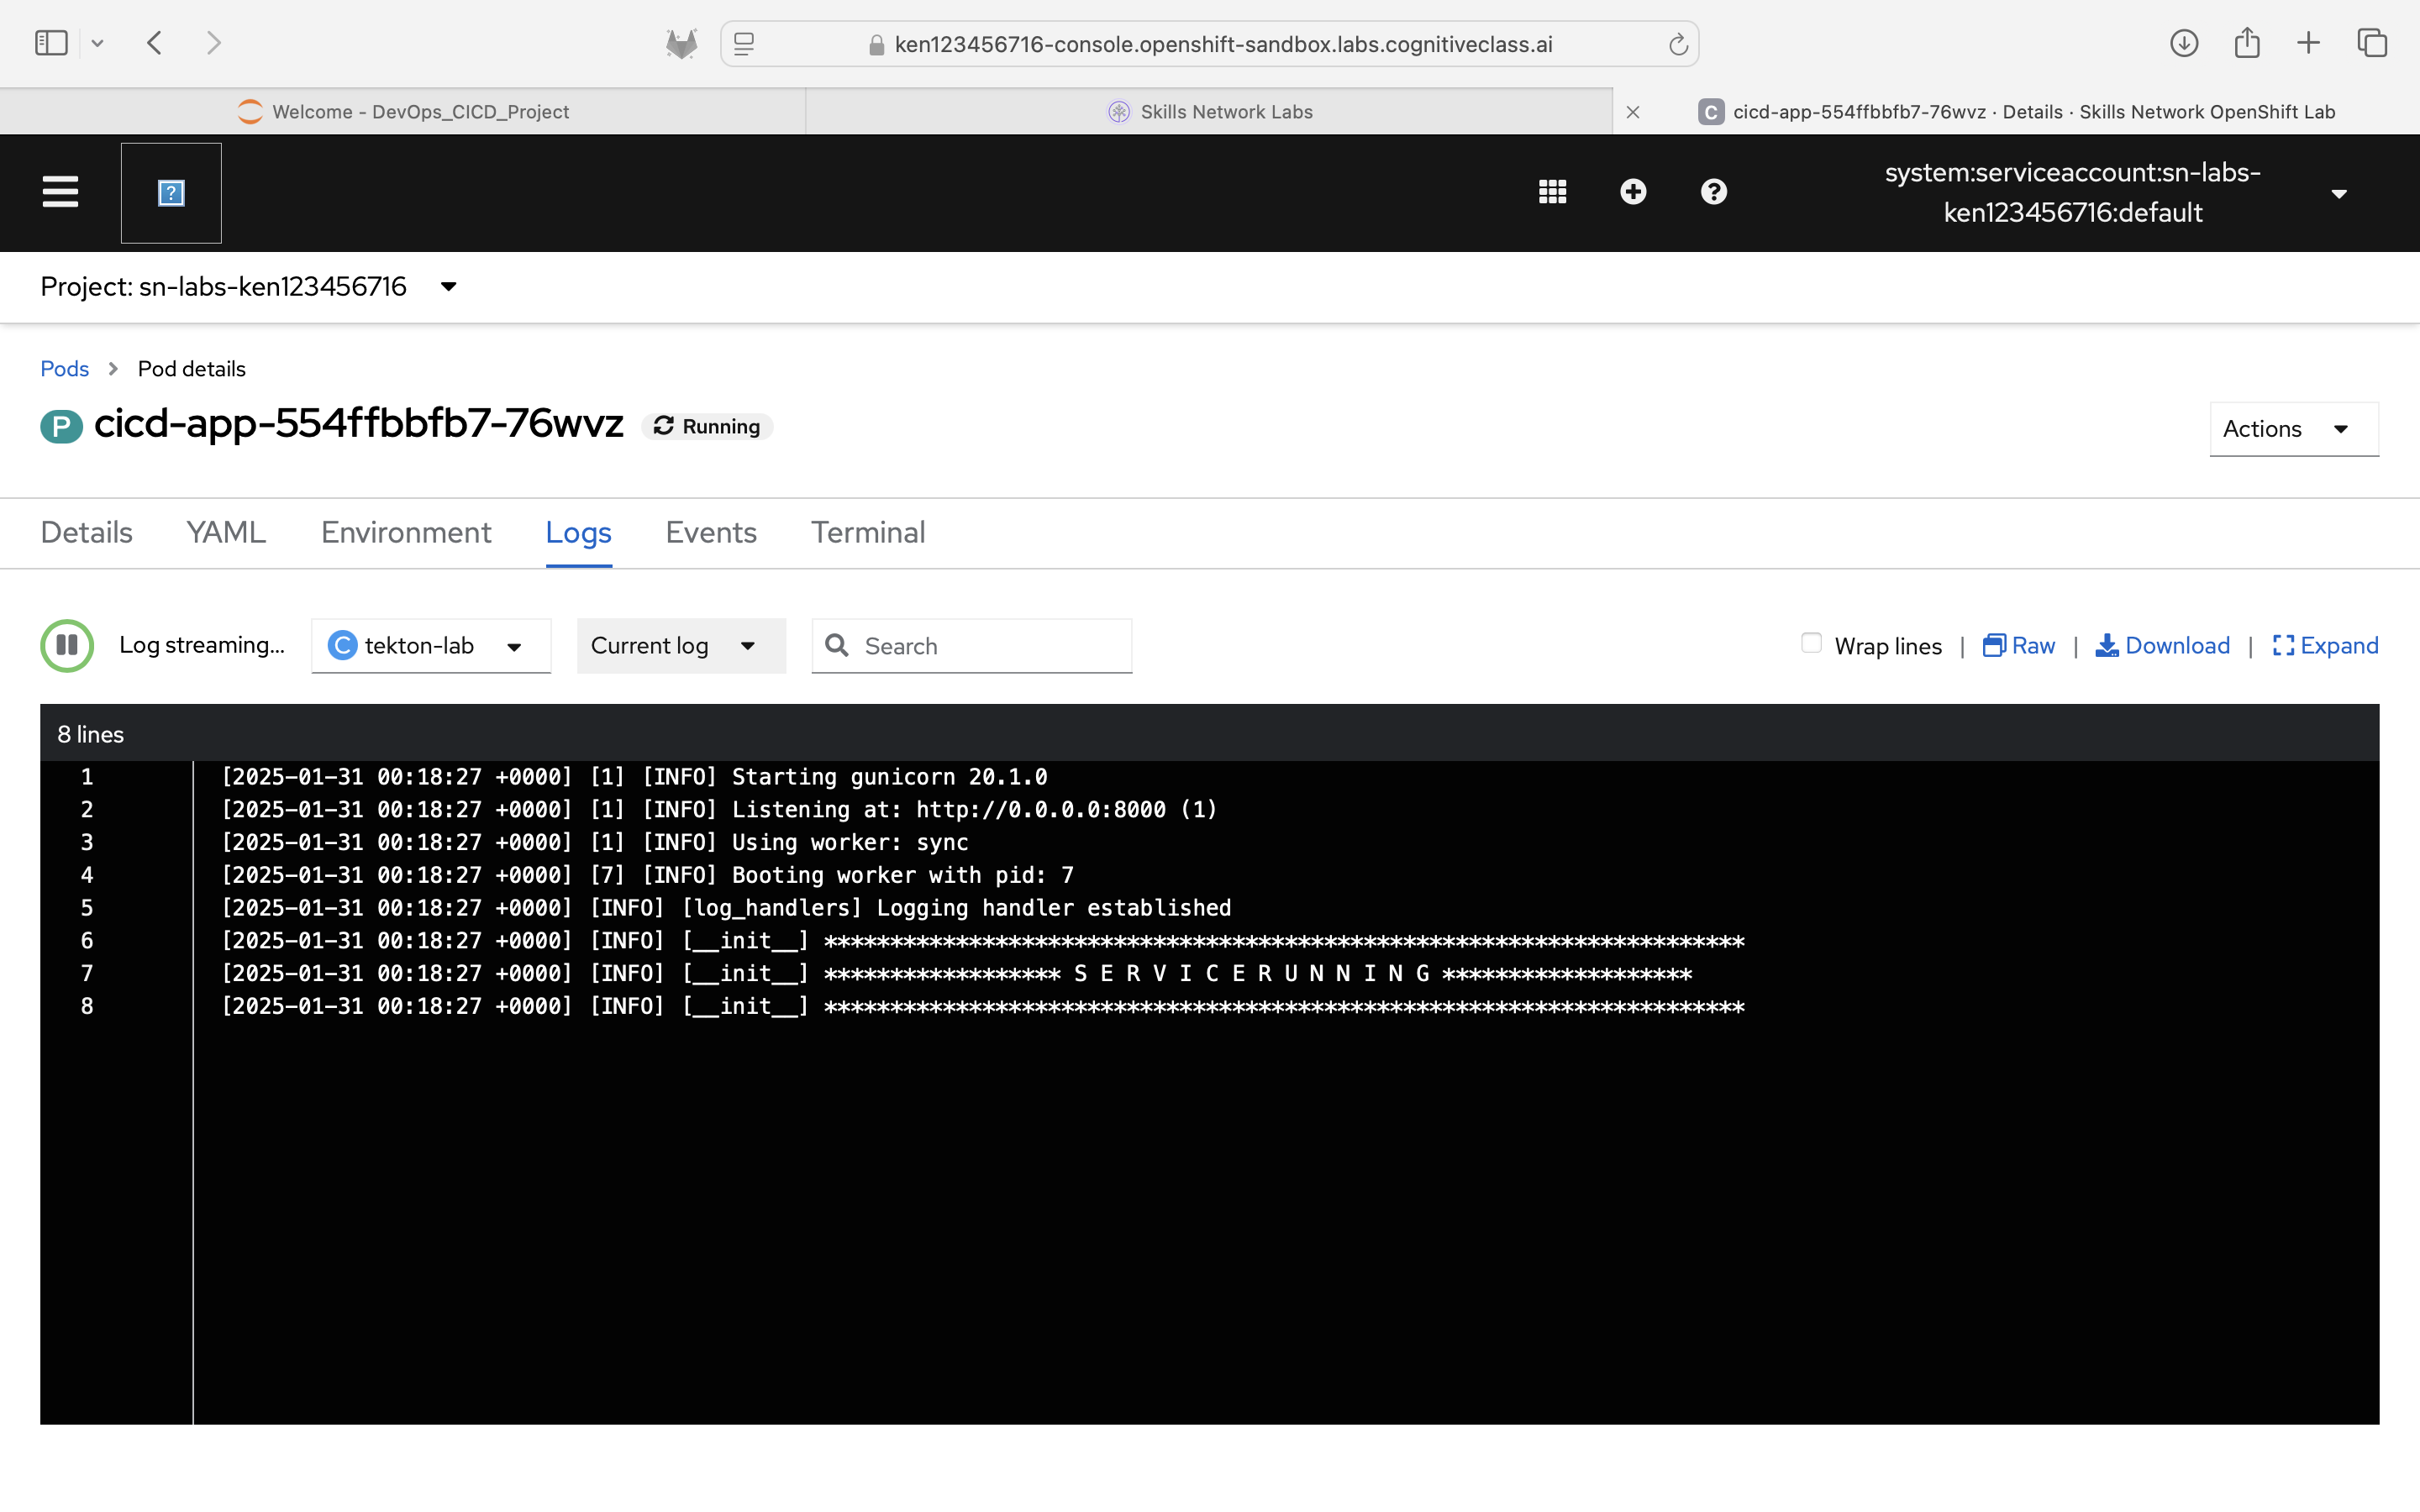 ken123456716-console.openshift-sandbox.labs.cognitiveclass.ai
Welcome - DevOps_CICD_Project
Skills Network Labs
C cicd-app-554ffbbfb7-76wvz · Details · Skills Network OpenShift Lab
?
system:serviceaccount:sn-labs-
ken123456716:default
Project: sn-labs-ken123456716
Pods > Pod details
P cicd-app-554ffbbfb7-76wvz Running
Actions
Details YAML Environment Logs Events Terminal
Log streaming... C tekton-lab Current log Search Wrap lines | Raw | Download | Expand
8 lines
1 [2025-01-31 00:18:27 +0000] [1] [INFO] Starting gunicorn 20.1.0
2 [2025-01-31 00:18:27 +0000] [1] [INFO] Listening at: http://0.0.0.0:8000 (1)
3 [2025-01-31 00:18:27 +0000] [1] [INFO] Using worker: sync
4 [2025-01-31 00:18:27 +0000] [7] [INFO] Booting worker with pid: 7
5 [2025-01-31 00:18:27 +0000] [INFO] [log_handlers] Logging handler established
6 [2025-01-31 00:18:27 +0000] [INFO] [__init__] **********************************************************************
7 [2025-01-31 00:18:27 +0000] [INFO] [__init__] ****************** S E R V I C E R U N N I N G *******************
8 [2025-01-31 00:18:27 +0000] [INFO] [__init__] **********************************************************************